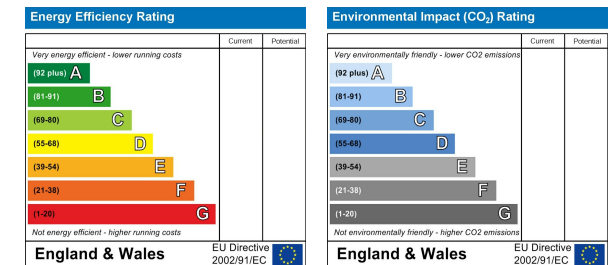 Energy Efficiency Rating
Current Potential
Very energy efficient - lower running costs
(92 plus) A
(81-91) B
(69-80) C
(55-68) D
(39-54) E
(21-38) F
(1-20) G
Not energy efficient - higher running costs
England & Wales
EU Directive
2002/91/EC
Environmental Impact (CO₂) Rating
Current Potential
Very environmentally friendly - lower CO2 emissions
(92 plus) A
(81-91) B
(69-80) C
(55-68) D
(39-54) E
(21-38) F
(1-20) G
Not environmentally friendly - higher CO2 emissions
England & Wales
EU Directive
2002/91/EC